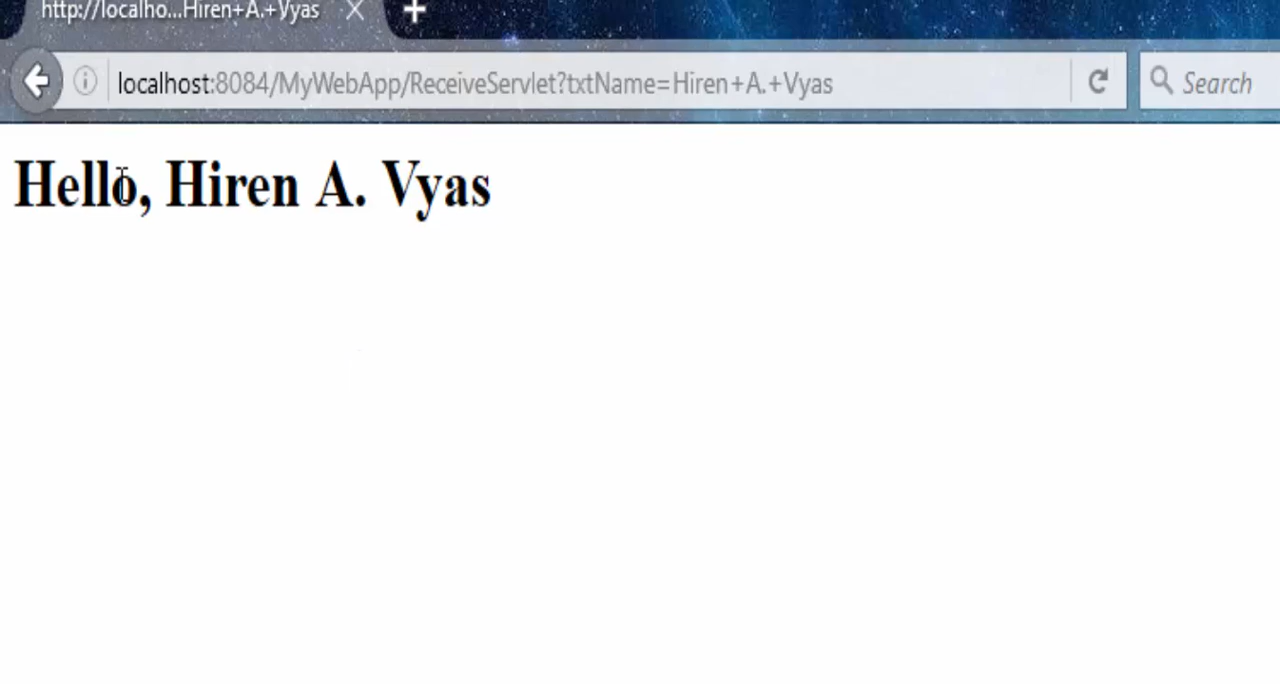 http://localho...Hiren+A.+Vyas
localhost:8084/MyWebApp/ReceiveServlet?txtName=Hiren+A.+Vyas
Search
Hello, Hiren A. Vyas